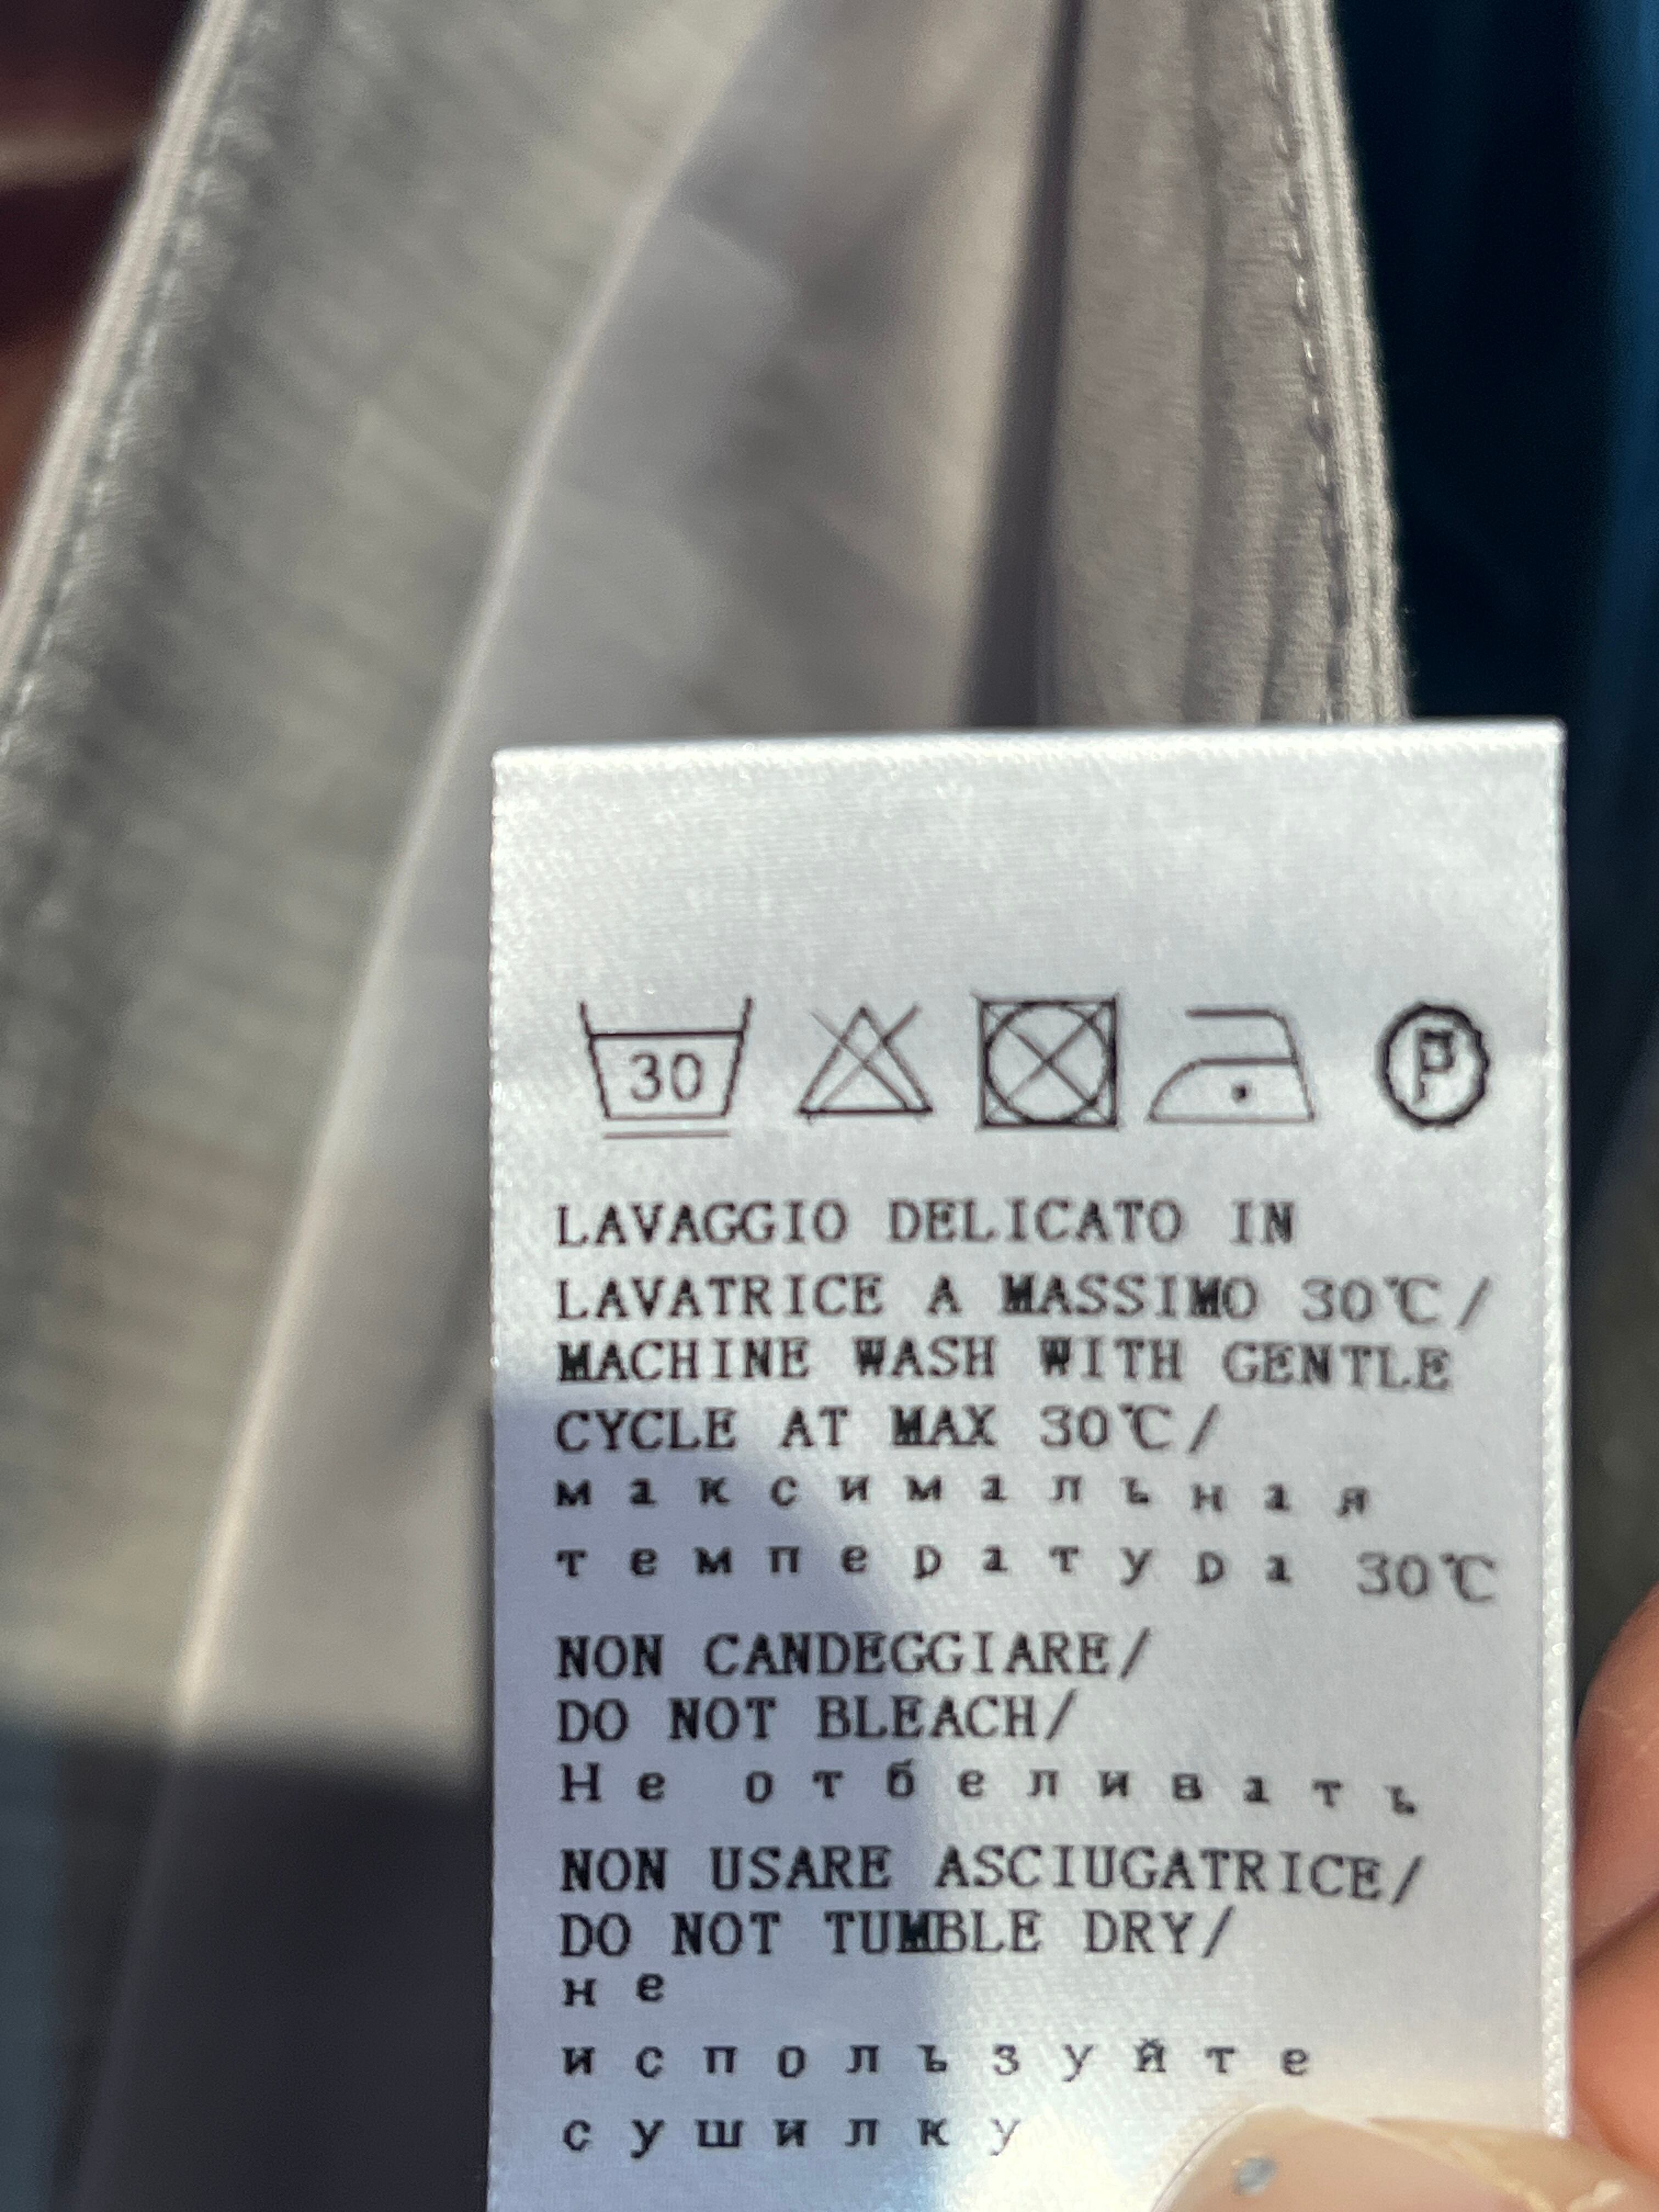 30 P
LAVAGGIO DELICATO IN
LAVATRICE A MASSIMO 30℃/
MACHINE WASH WITH GENTLE
CYCLE AT MAX 30℃/
максимальная
температура 30℃
NON CANDEGGIARE/
DO NOT BLEACH/
Не отбеливать
NON USARE ASCIUGATRICE/
DO NOT TUMBLE DRY/
не
используйте
сушилку